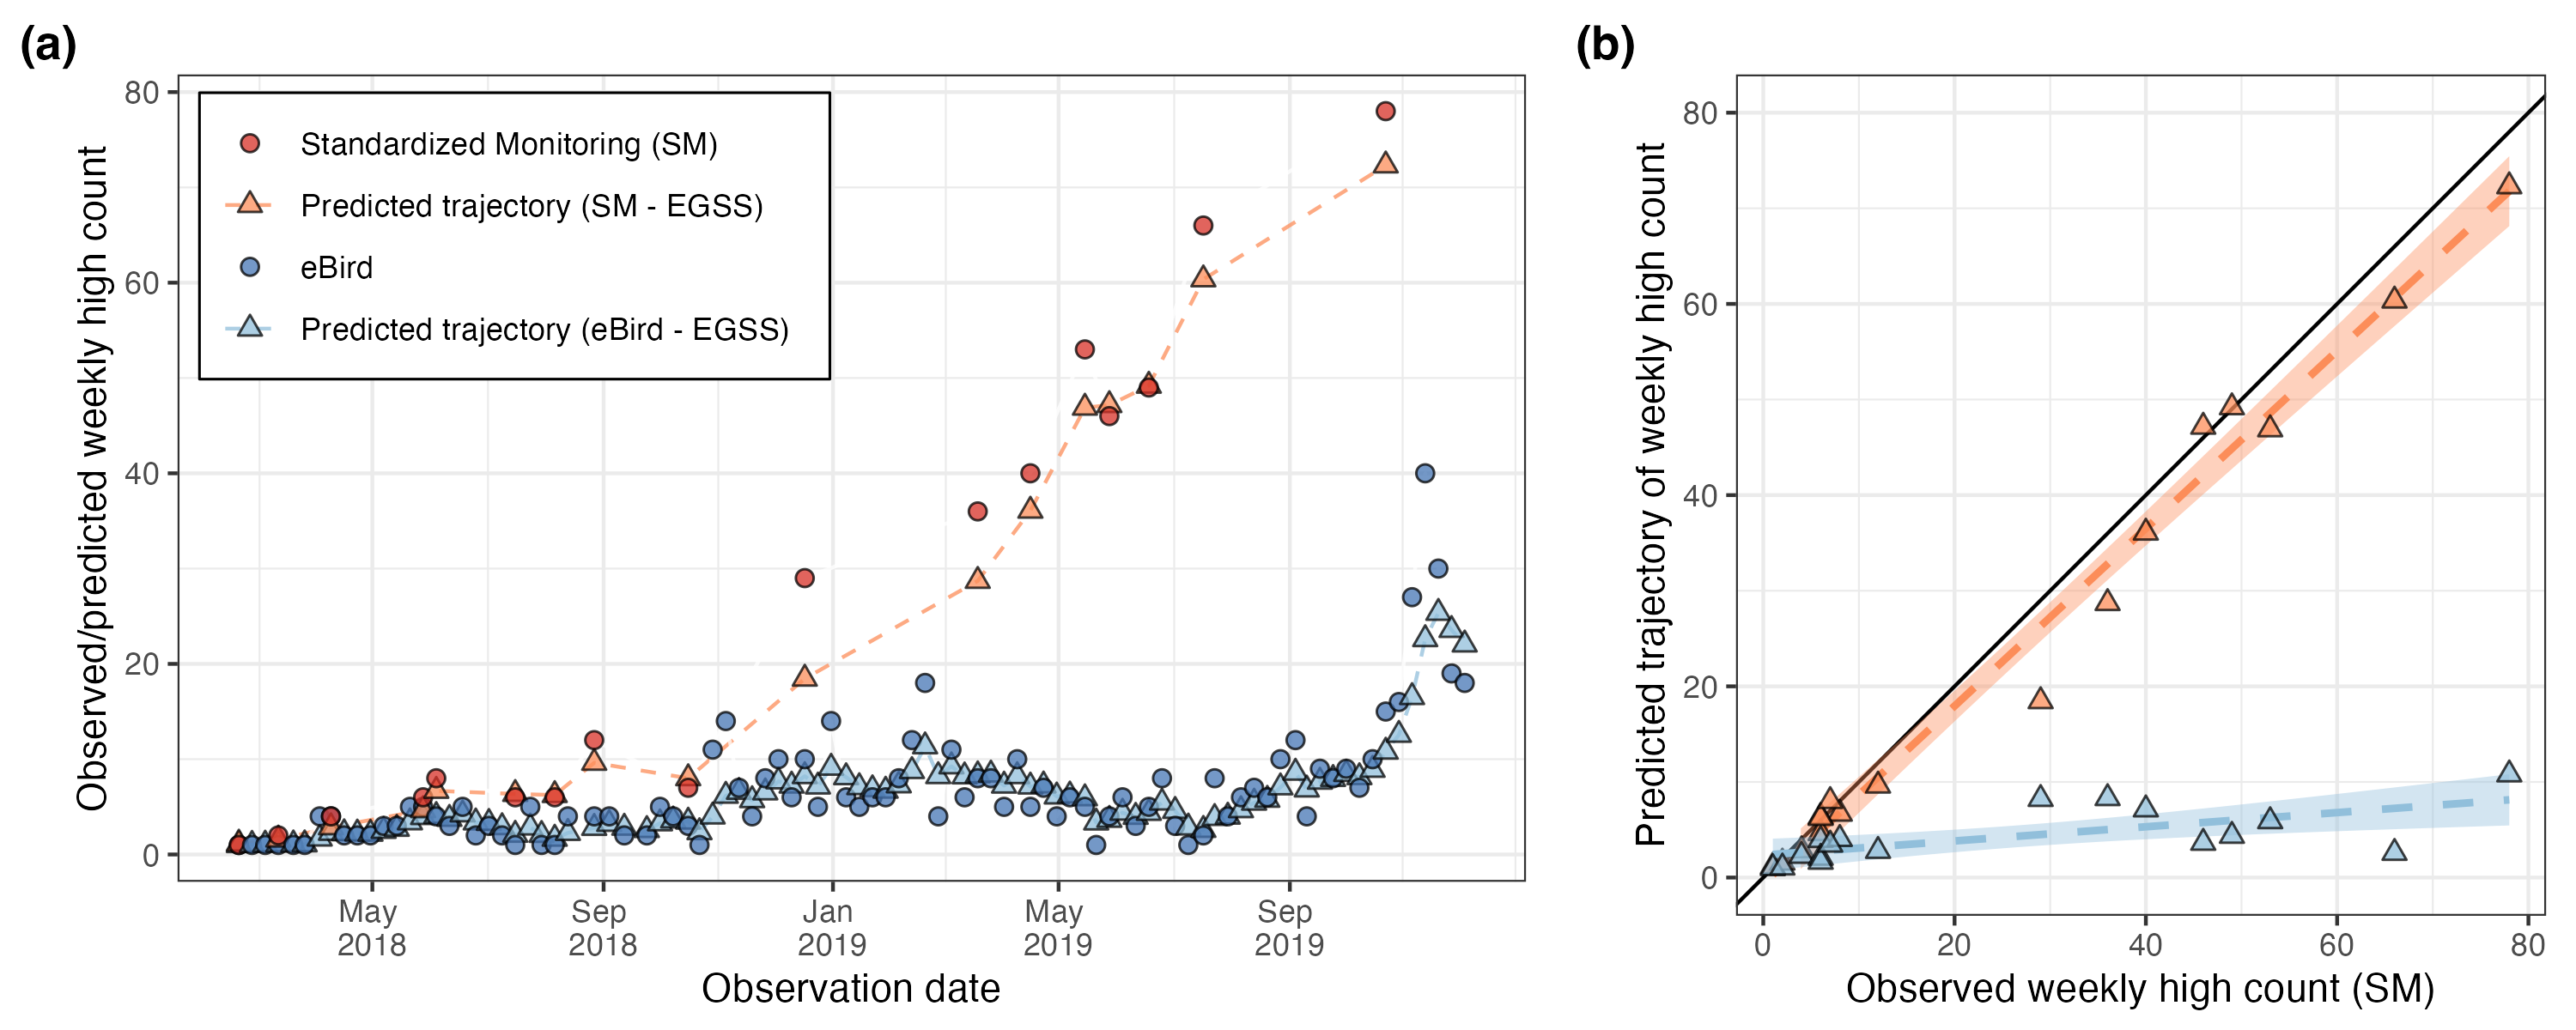 (a)
Observed/predicted weekly high count
80
60
40
20
0
Standardized Monitoring (SM)
Predicted trajectory (SM - EGSS)
eBird
Predicted trajectory (eBird - EGSS)
May
2018
Sep
2018
Jan
2019
May
2019
Sep
2019
Observation date
(b)
Predicted trajectory of weekly high count
80
60
40
20
0
0
20
40
60
80
Observed weekly high count (SM)